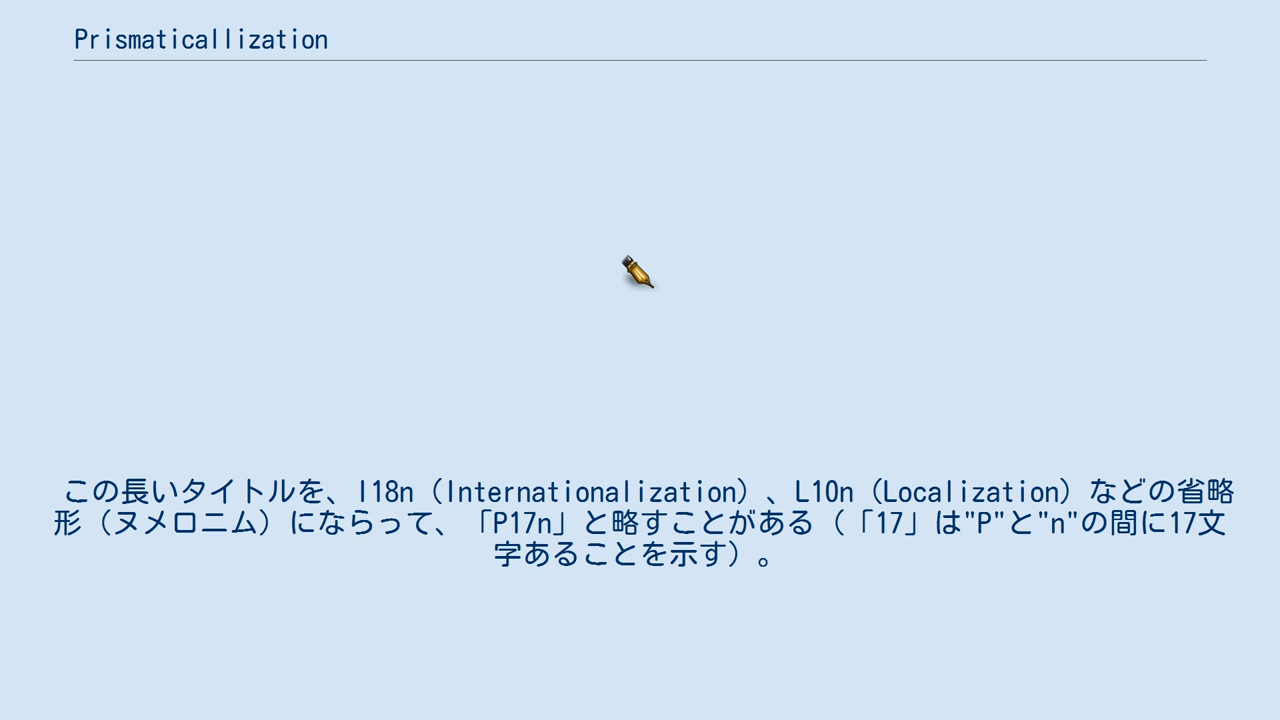 Prismaticallization
この長いタイトルを、I18n（Internationalization）、L10n（Localization）などの省略
形（ヌメロニム）にならって、「P17n」と略すことがある（「17」は"P"と"n"の間に17文
字あることを示す）。